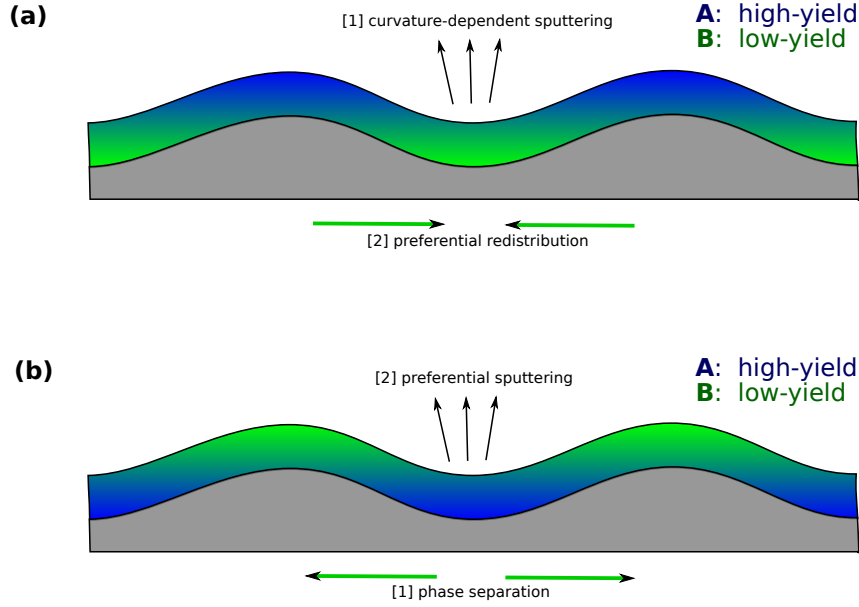 (a)
[1] curvature-dependent sputtering
A: high-yield
B: low-yield
[2] preferential redistribution
(b)
[2] preferential sputtering
A: high-yield
B: low-yield
[1] phase separation